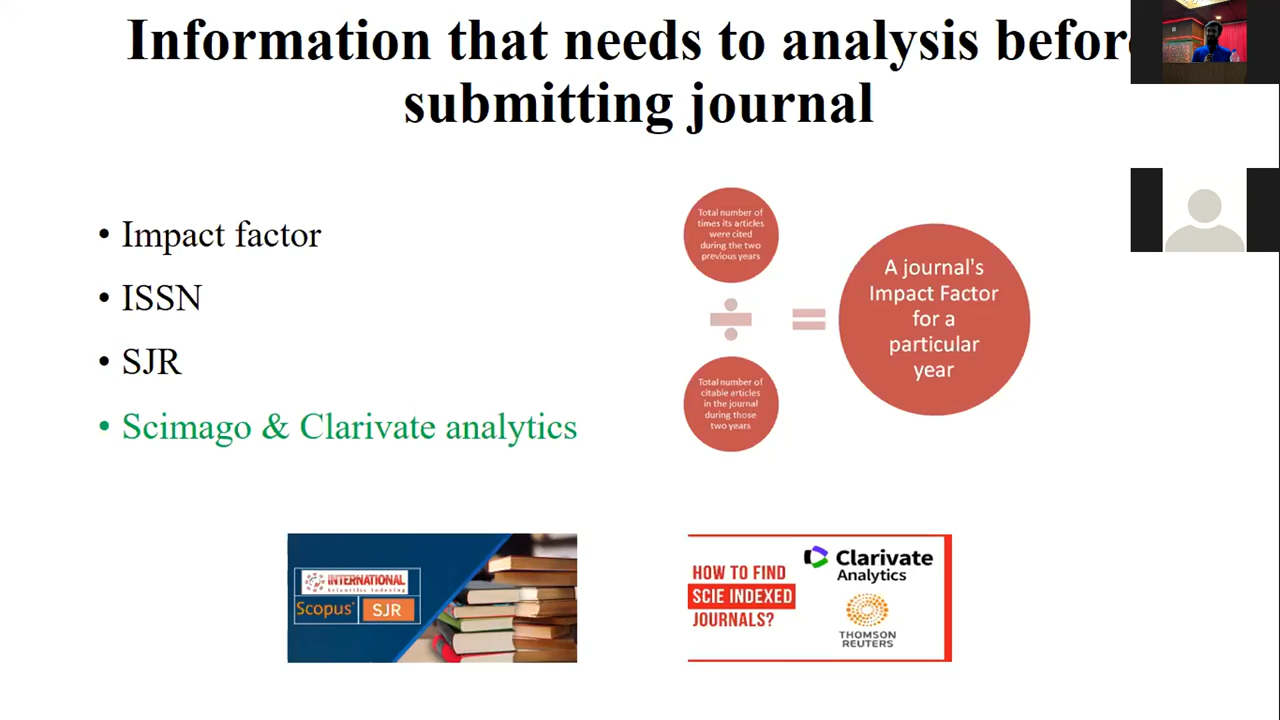 Information that needs to analysis before
submitting journal
• Impact factor
• ISSN
• SJR
• Scimago & Clarivate analytics
Total number of
times its articles
were cited
during the two
previous years
Total number of
citable articles
in the journal
during those
two years
A journal's
Impact Factor
for a
particular
year
INTERNATIONAL
Scientific Indexing
Scopus
SJR
HOW TO FIND
SCIE INDEXED
JOURNALS?
Clarivate
Analytics
THOMSON
REUTERS